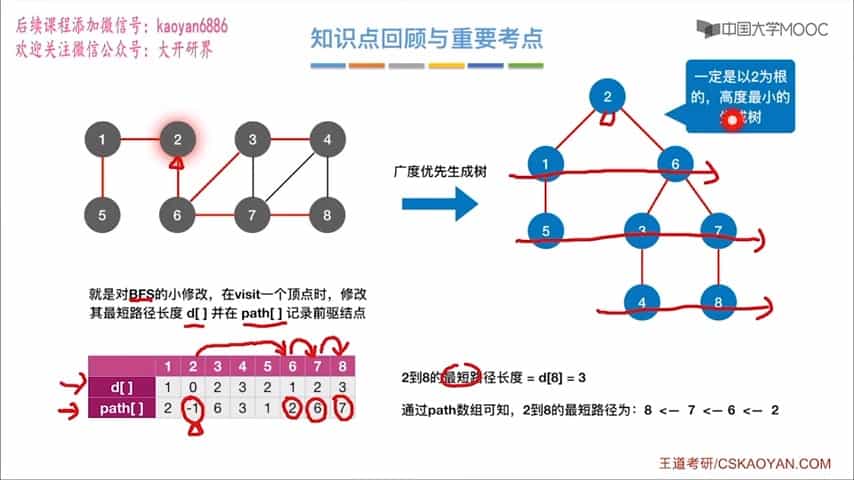 后续课程添加微信号：kaoyan6886
欢迎关注微信公众号：大开研界
知识点回顾与重要考点
中国大学MOOC
一定是以2为根
的，高度最小的
生成树
1 2 3 4
5 6 7 8
广度优先生成树
2
1 6
5 3 7
4 8
就是对BFS的小修改，在visit一个顶点时，修改
其最短路径长度 d[ ] 并在 path[ ] 记录前驱结点
1 2 3 4 5 6 7 8
d[ ] 1 0 2 3 2 1 2 3
path[ ] 2 -1 6 3 1 2 6 7
2到8的最短路径长度 = d[8] = 3
通过path数组可知，2到8的最短路径为：8 <— 7 <— 6 <— 2
王道考研/CSKAOYAN.COM